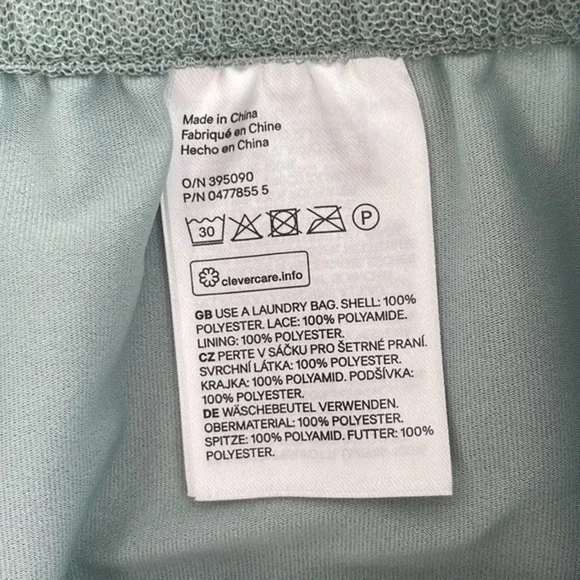 Made in China
Fabriqué en Chine
Hecho en China
O/N 395090
P/N 0477855 5
30 P
clevercare.info
GB USE A LAUNDRY BAG. SHELL: 100%
POLYESTER. LACE: 100% POLYAMIDE.
LINING: 100% POLYESTER.
CZ PERTE V SÁČKU PRO ŠETRNÉ PRANÍ.
SVRCHNÍ LÁTKA: 100% POLYESTER.
KRAJKA: 100% POLYAMID. PODŠÍVKA:
100% POLYESTER.
DE WÄSCHEBEUTEL VERWENDEN.
OBERMATERIAL: 100% POLYESTER.
SPITZE: 100% POLYAMID. FUTTER: 100%
POLYESTER.